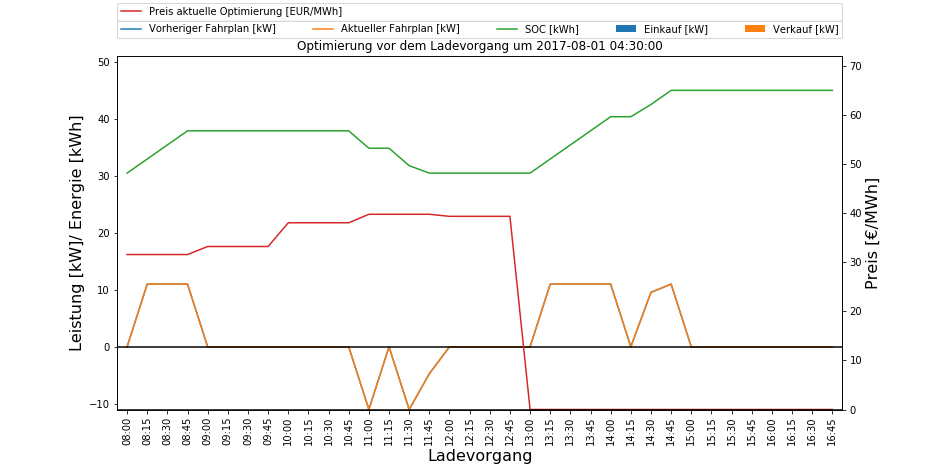 Preis aktuelle Optimierung [EUR/MWh]
Vorheriger Fahrplan [kW] Aktueller Fahrplan [kW] SOC [kWh] Einkauf [kW] Verkauf [kW]
Optimierung vor dem Ladevorgang um 2017-08-01 04:30:00
Leistung [kW]/ Energie [kWh]
50
40
30
20
10
0
−10
70
60
50
40
30
20
10
0
Preis [€/MWh]
08:00 08:15 08:30 08:45 09:00 09:15 09:30 09:45 10:00 10:15 10:30 10:45 11:00 11:15 11:30 11:45 12:00 12:15 12:30 12:45 13:00 13:15 13:30 13:45 14:00 14:15 14:30 14:45 15:00 15:15 15:30 15:45 16:00 16:15 16:30 16:45
Ladevorgang